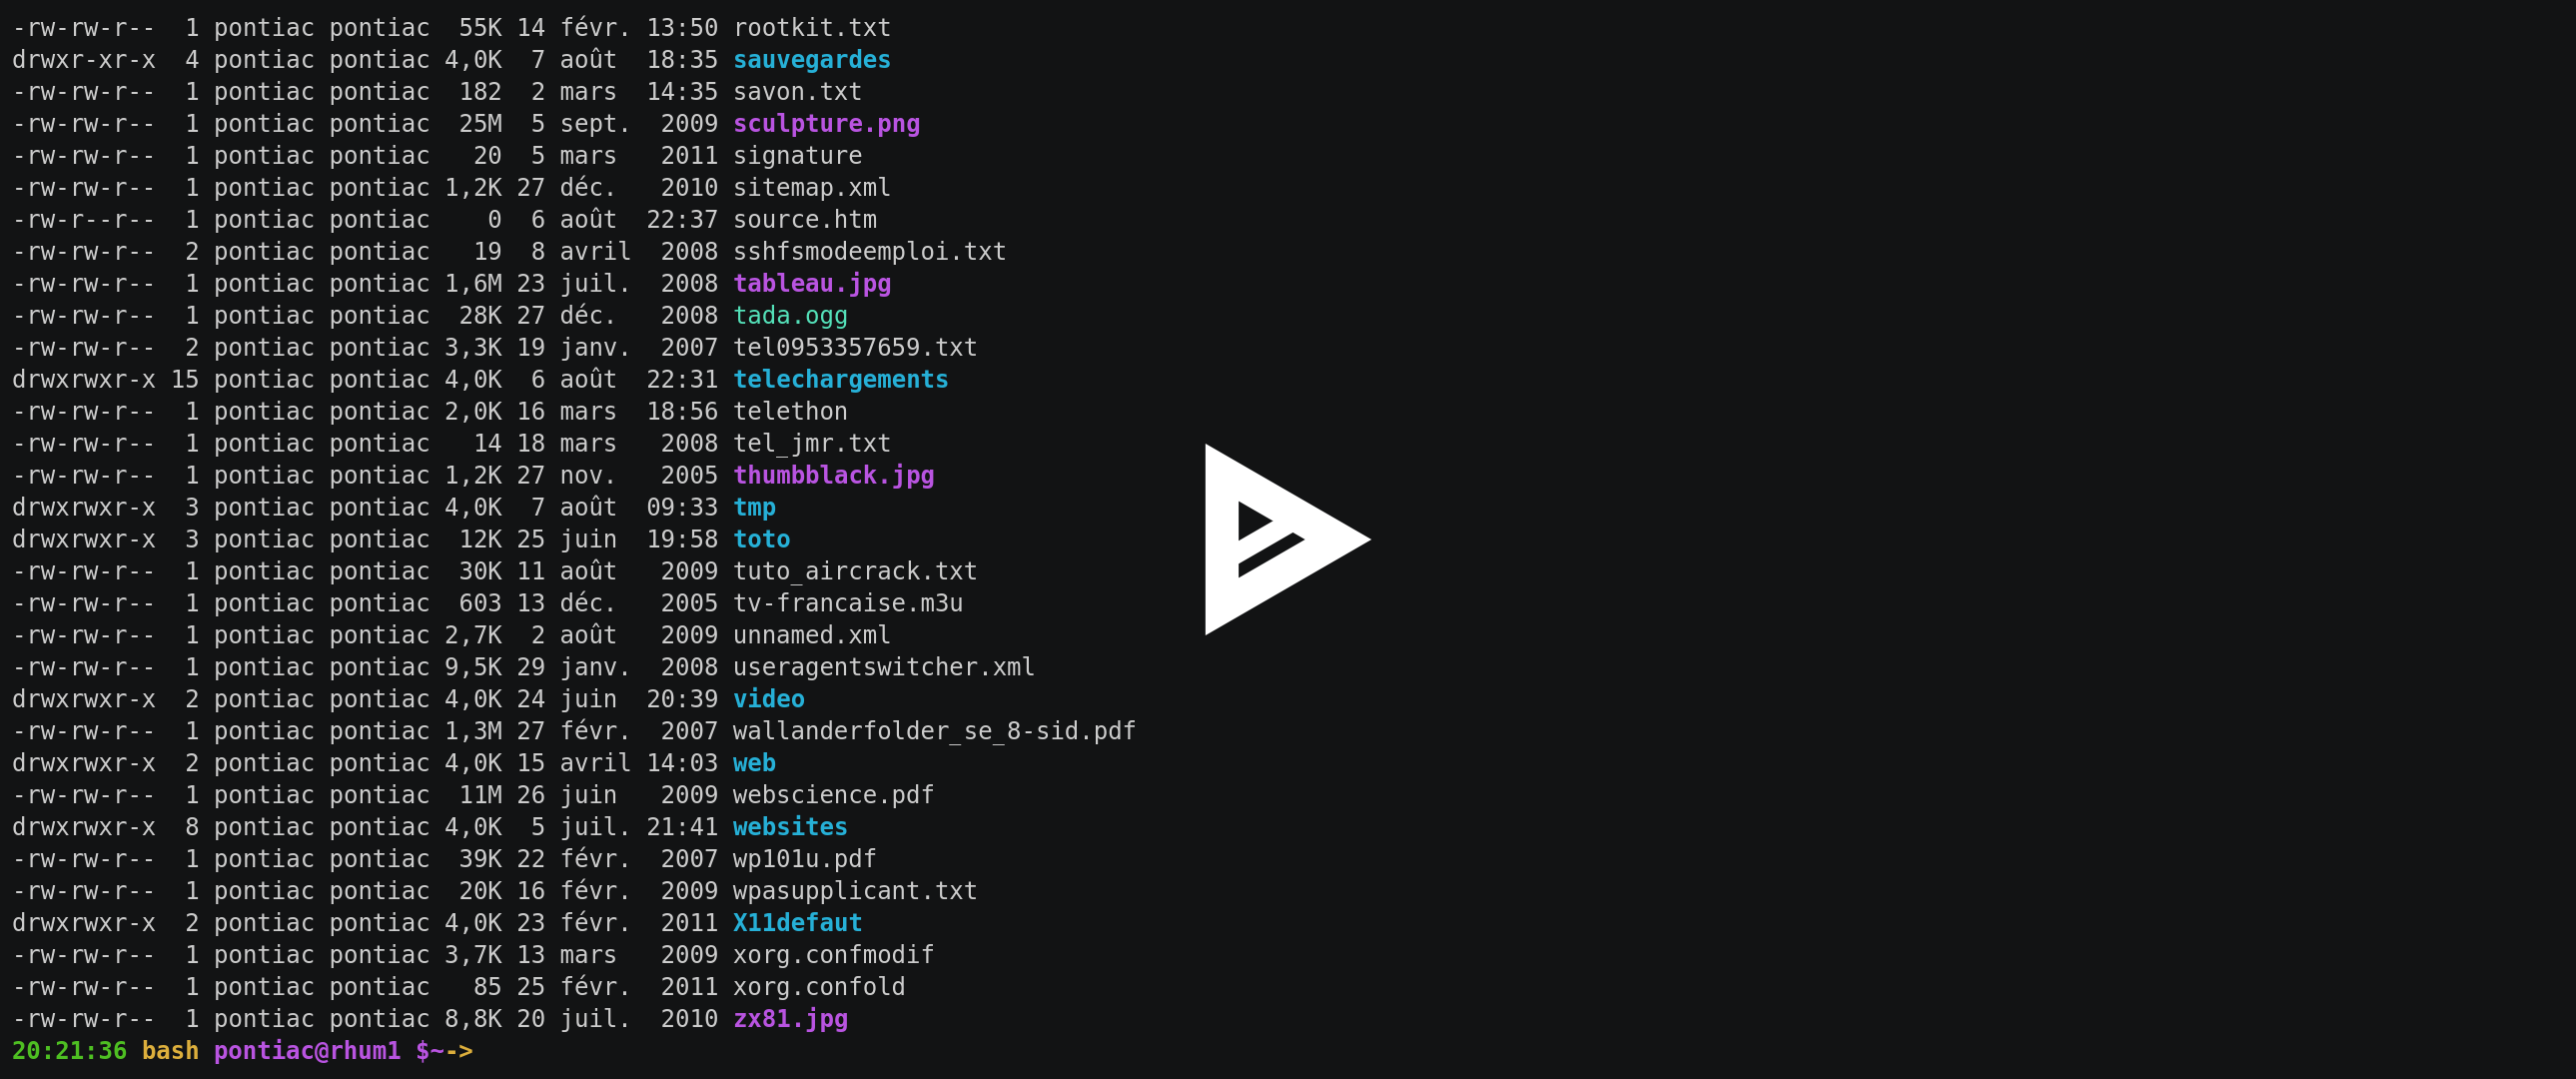 -rw-rw-r--  1 pontiac pontiac  55K 14 févr. 13:50 rootkit.txt
drwxr-xr-x  4 pontiac pontiac 4,0K  7 août  18:35 sauvegardes
-rw-rw-r--  1 pontiac pontiac  182  2 mars  14:35 savon.txt
-rw-rw-r--  1 pontiac pontiac  25M  5 sept.  2009 sculpture.png
-rw-rw-r--  1 pontiac pontiac   20  5 mars   2011 signature
-rw-rw-r--  1 pontiac pontiac 1,2K 27 déc.   2010 sitemap.xml
-rw-r--r--  1 pontiac pontiac    0  6 août  22:37 source.htm
-rw-rw-r--  2 pontiac pontiac   19  8 avril  2008 sshfsmodeemploi.txt
-rw-rw-r--  1 pontiac pontiac 1,6M 23 juil.  2008 tableau.jpg
-rw-rw-r--  1 pontiac pontiac  28K 27 déc.   2008 tada.ogg
-rw-rw-r--  2 pontiac pontiac 3,3K 19 janv.  2007 tel0953357659.txt
drwxrwxr-x 15 pontiac pontiac 4,0K  6 août  22:31 telechargements
-rw-rw-r--  1 pontiac pontiac 2,0K 16 mars  18:56 telethon
-rw-rw-r--  1 pontiac pontiac   14 18 mars   2008 tel_jmr.txt
-rw-rw-r--  1 pontiac pontiac 1,2K 27 nov.   2005 thumbblack.jpg
drwxrwxr-x  3 pontiac pontiac 4,0K  7 août  09:33 tmp
drwxrwxr-x  3 pontiac pontiac  12K 25 juin  19:58 toto
-rw-rw-r--  1 pontiac pontiac  30K 11 août   2009 tuto_aircrack.txt
-rw-rw-r--  1 pontiac pontiac  603 13 déc.   2005 tv-francaise.m3u
-rw-rw-r--  1 pontiac pontiac 2,7K  2 août   2009 unnamed.xml
-rw-rw-r--  1 pontiac pontiac 9,5K 29 janv.  2008 useragentswitcher.xml
drwxrwxr-x  2 pontiac pontiac 4,0K 24 juin  20:39 video
-rw-rw-r--  1 pontiac pontiac 1,3M 27 févr.  2007 wallanderfolder_se_8-sid.pdf
drwxrwxr-x  2 pontiac pontiac 4,0K 15 avril 14:03 web
-rw-rw-r--  1 pontiac pontiac  11M 26 juin   2009 webscience.pdf
drwxrwxr-x  8 pontiac pontiac 4,0K  5 juil. 21:41 websites
-rw-rw-r--  1 pontiac pontiac  39K 22 févr.  2007 wp101u.pdf
-rw-rw-r--  1 pontiac pontiac  20K 16 févr.  2009 wpasupplicant.txt
drwxrwxr-x  2 pontiac pontiac 4,0K 23 févr.  2011 X11defaut
-rw-rw-r--  1 pontiac pontiac 3,7K 13 mars   2009 xorg.confmodif
-rw-rw-r--  1 pontiac pontiac   85 25 févr.  2011 xorg.confold
-rw-rw-r--  1 pontiac pontiac 8,8K 20 juil.  2010 zx81.jpg
20:21:36 bash pontiac@rhum1 $~->